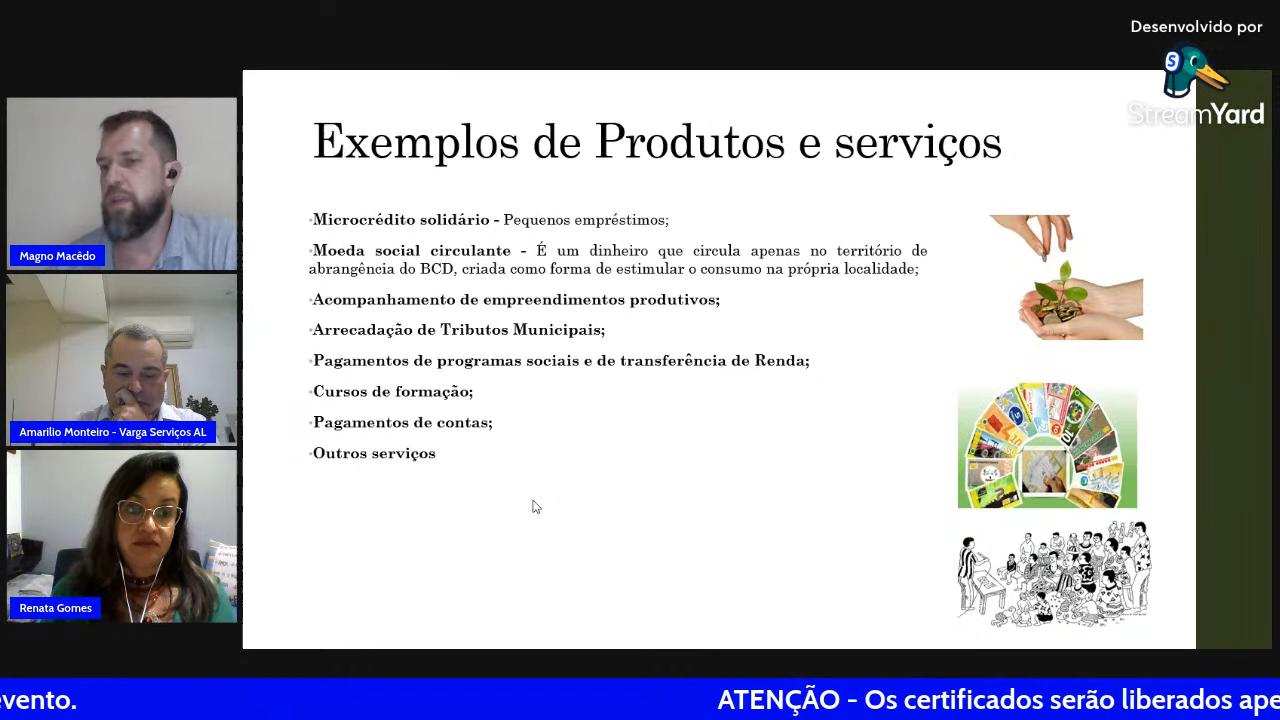 Desenvolvido por
StreamYard
Exemplos de Produtos e serviços
•Microcrédito solidário - Pequenos empréstimos;
•Moeda social circulante - É um dinheiro que circula apenas no território de
abrangência do BCD, criada como forma de estimular o consumo na própria localidade;
•Acompanhamento de empreendimentos produtivos;
•Arrecadação de Tributos Municipais;
•Pagamentos de programas sociais e de transferência de Renda;
•Cursos de formação;
•Pagamentos de contas;
•Outros serviços
Magno Macêdo
Amarilio Monteiro - Varga Serviços AL
Renata Gomes
evento. ATENÇÃO - Os certificados serão liberados ape